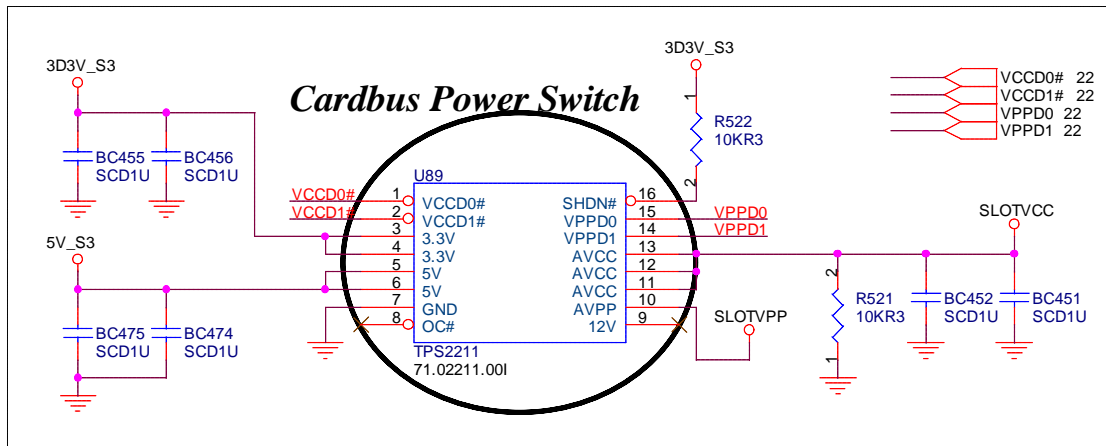 3D3V_S3
3D3V_S3
VCCD0# 22
VCCD1# 22
VPPD0 22
VPPD1 22
Cardbus Power Switch
1
R522
10KR3
2
BC455
SCD1U
BC456
SCD1U
U89
VCCD0#
1
VCCD0#
SHDN#
16
VCCD1#
2
VCCD1#
VPPD0
15
VPPD0
3
3.3V
VPPD1
14
VPPD1
4
3.3V
AVCC
13
SLOTVCC
5V_S3
5
5V
AVCC
12
6
5V
AVCC
11
7
GND
AVPP
10
8
OC#
12V
9
SLOTVPP
TPS2211
71.02211.00I
BC475
SCD1U
BC474
SCD1U
2
R521
10KR3
1
BC452
SCD1U
BC451
SCD1U